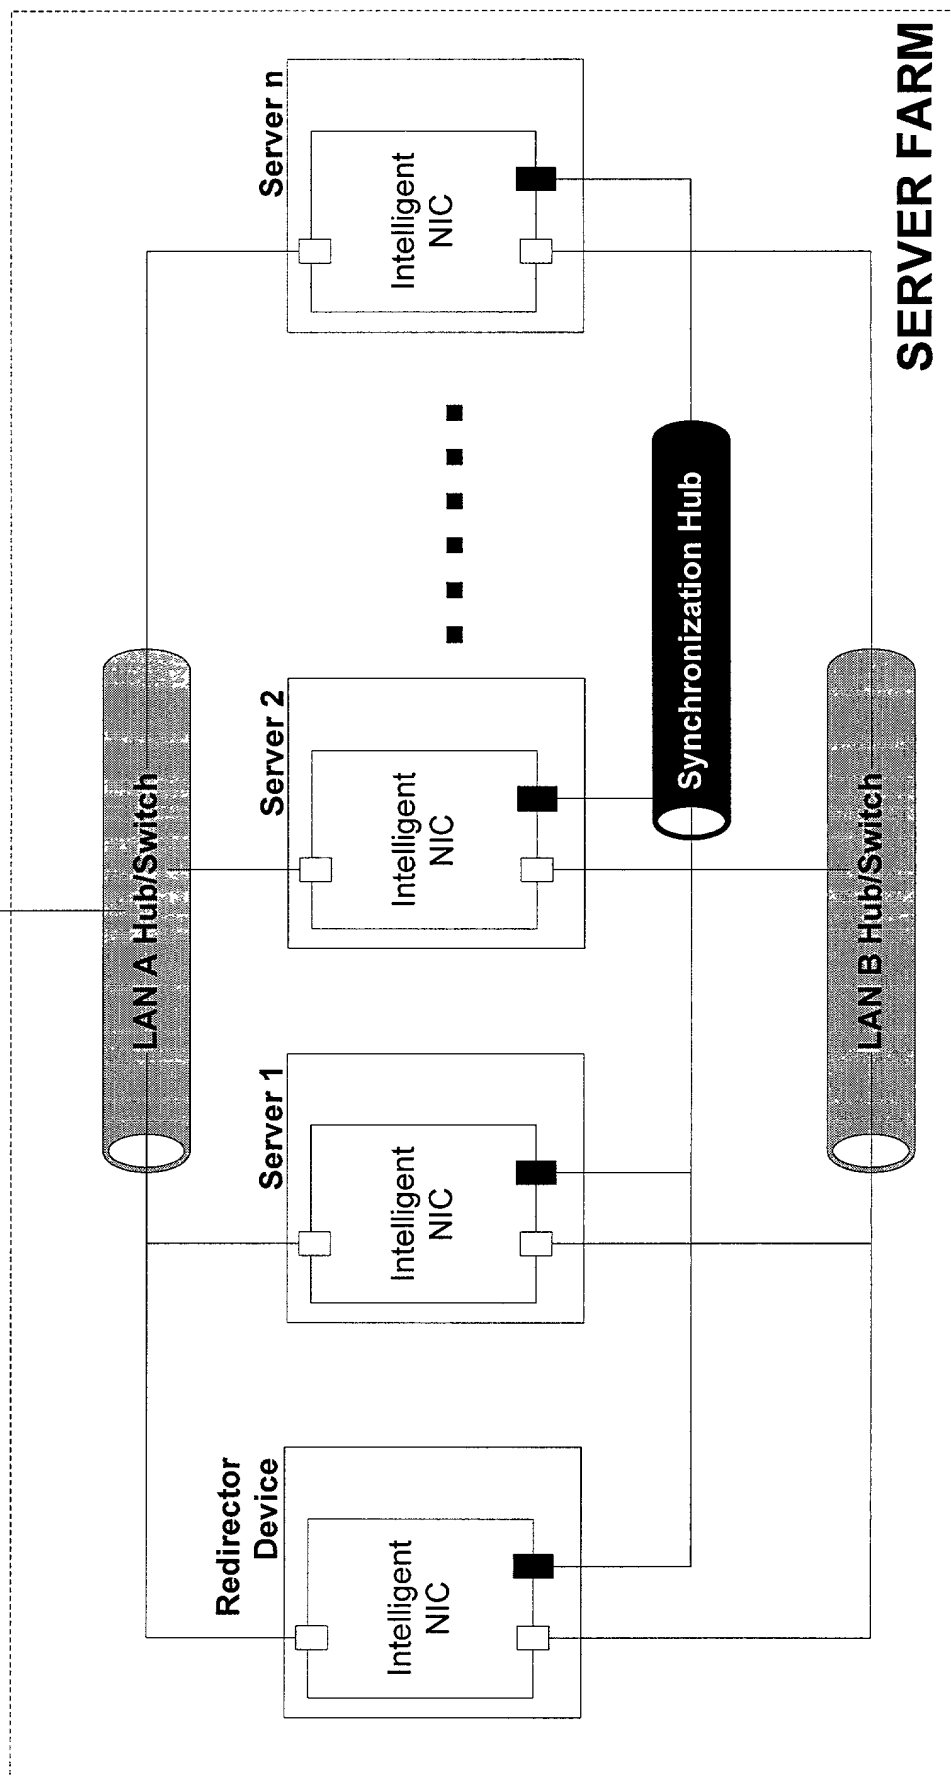 LAN A Hub/Switch
Redirector
Device
Server 1
Server 2
Server n
Intelligent
NIC
Intelligent
NIC
Intelligent
NIC
Intelligent
NIC
Synchronization Hub
LAN B Hub/Switch
SERVER FARM